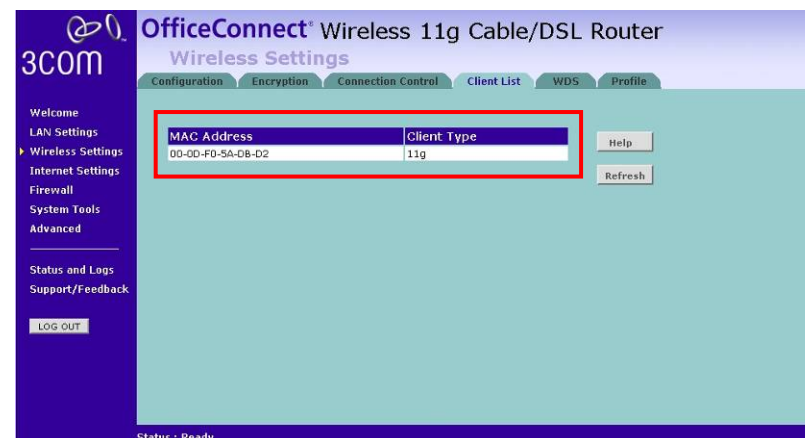 3COM
OfficeConnect® Wireless 11g Cable/DSL Router
Wireless Settings
Configuration Encryption Connection Control Client List WDS Profile
Welcome
LAN Settings
Wireless Settings
Internet Settings
Firewall
System Tools
Advanced
Status and Logs
Support/Feedback
LOG OUT
MAC Address Client Type
00-0D-F0-5A-DB-D2 11g
Help
Refresh
Status : Ready